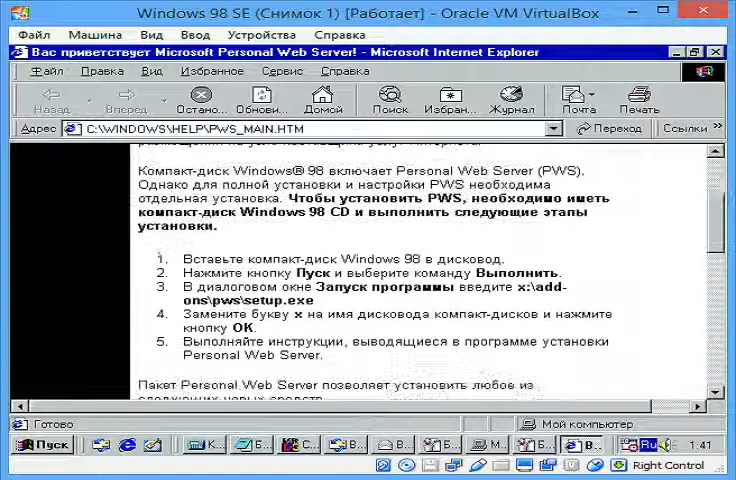 Windows 98 SE (Снимок 1) [Работает] - Oracle VM VirtualBox
Файл Машина Вид Ввод Устройства Справка
Вас приветствует Microsoft Personal Web Server! - Microsoft Internet Explorer
Файл Правка Вид Избранное Сервис Справка
Назад Вперед Остано... Обнови... Домой Поиск Избран... Журнал Почта Печать
Адрес C:\WINDOWS\HELP\PWS_MAIN.HTM Переход Ссылки »
Компакт-диск Windows® 98 включает Personal Web Server (PWS).
Однако для полной установки и настройки PWS необходима
отдельная установка. Чтобы установить PWS, необходимо иметь
компакт-диск Windows 98 CD и выполнить следующие этапы
установки.
1. Вставьте компакт-диск Windows 98 в дисковод.
2. Нажмите кнопку Пуск и выберите команду Выполнить.
3. В диалоговом окне Запуск программы введите x:\add-
ons\pws\setup.exe
4. Замените букву x на имя дисковода компакт-дисков и нажмите
кнопку OK.
5. Выполняйте инструкции, выводящиеся в программе установки
Personal Web Server.
Пакет Personal Web Server позволяет установить любое из
Готово Мой компьютер
Пуск К... Б... С... В... В... Б... М... Б... В... Ru 1:41
Right Control